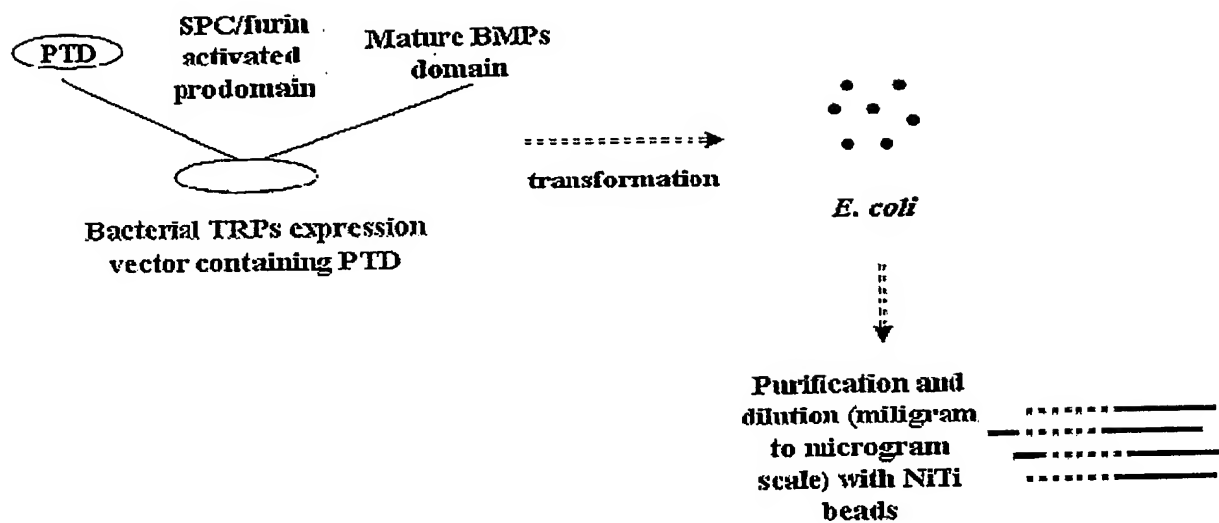 PTD
SPC/furin
activated
prodomain
Mature BMPs
domain
Bacterial TRPs expression
vector containing PTD
transformation
E. coli
Purification and
dilution (miligram
to microgram
scale) with NiTi
beads